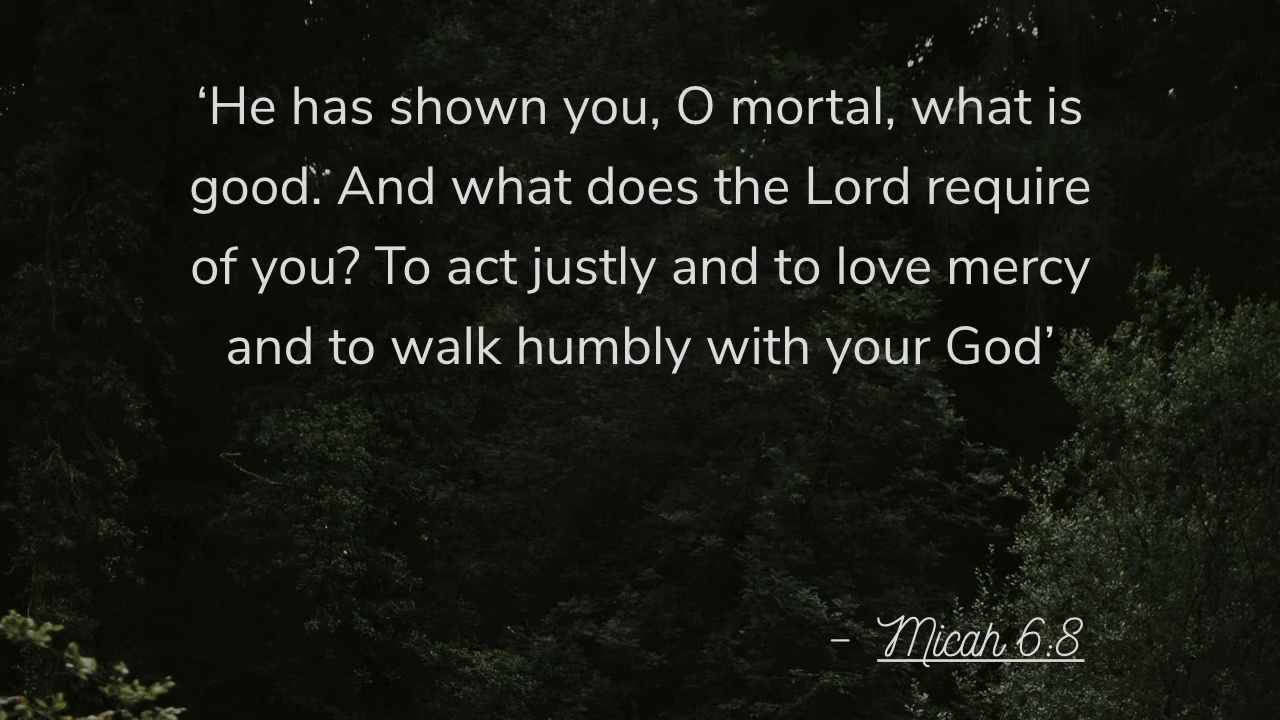 ‘He has shown you, O mortal, what is
good. And what does the Lord require
of you? To act justly and to love mercy
and to walk humbly with your God’
– Micah 6:8